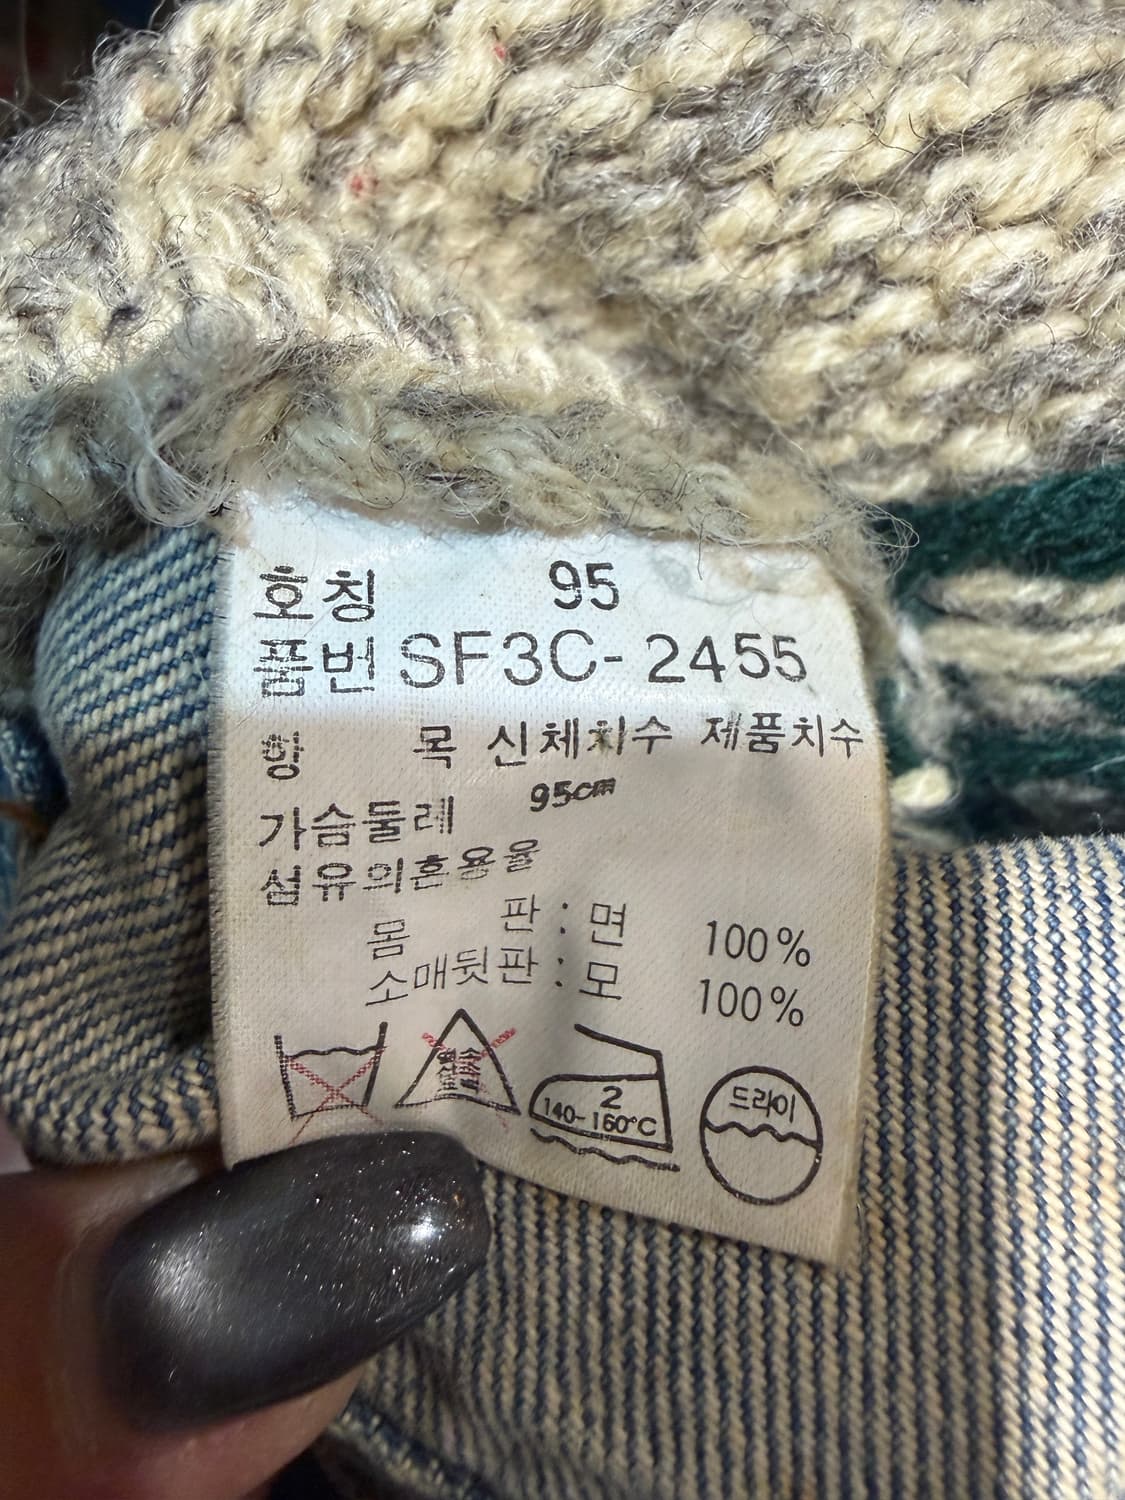 호칭 95
품번 SF3C-2455
항 목 신체치수 제품치수
가슴둘레 95cm
섬유의혼용율
몸 판 : 면 100%
소매뒷판 : 모 100%
2
140-160°C
드라이